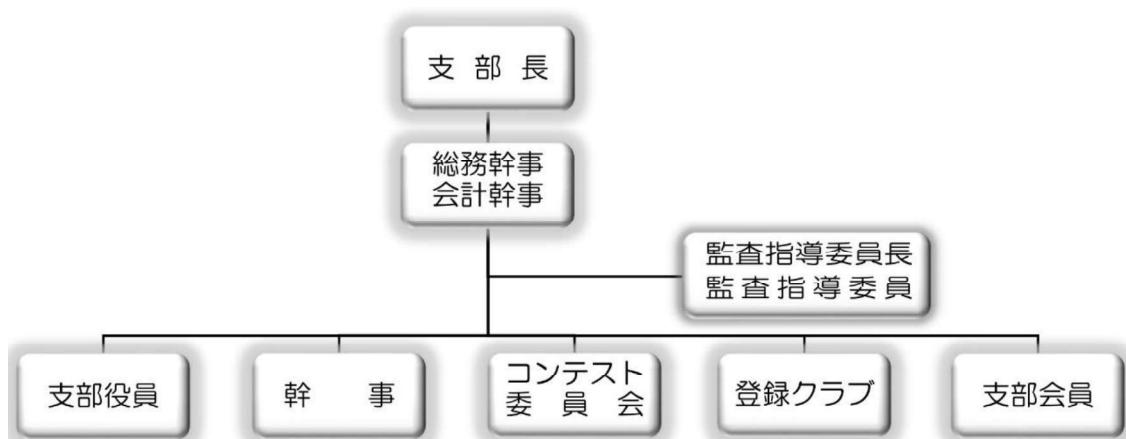 支部長
総務幹事
会計幹事
監査指導委員長
監査指導委員
支部役員
幹事
コンテスト
委員会
登録クラブ
支部会員